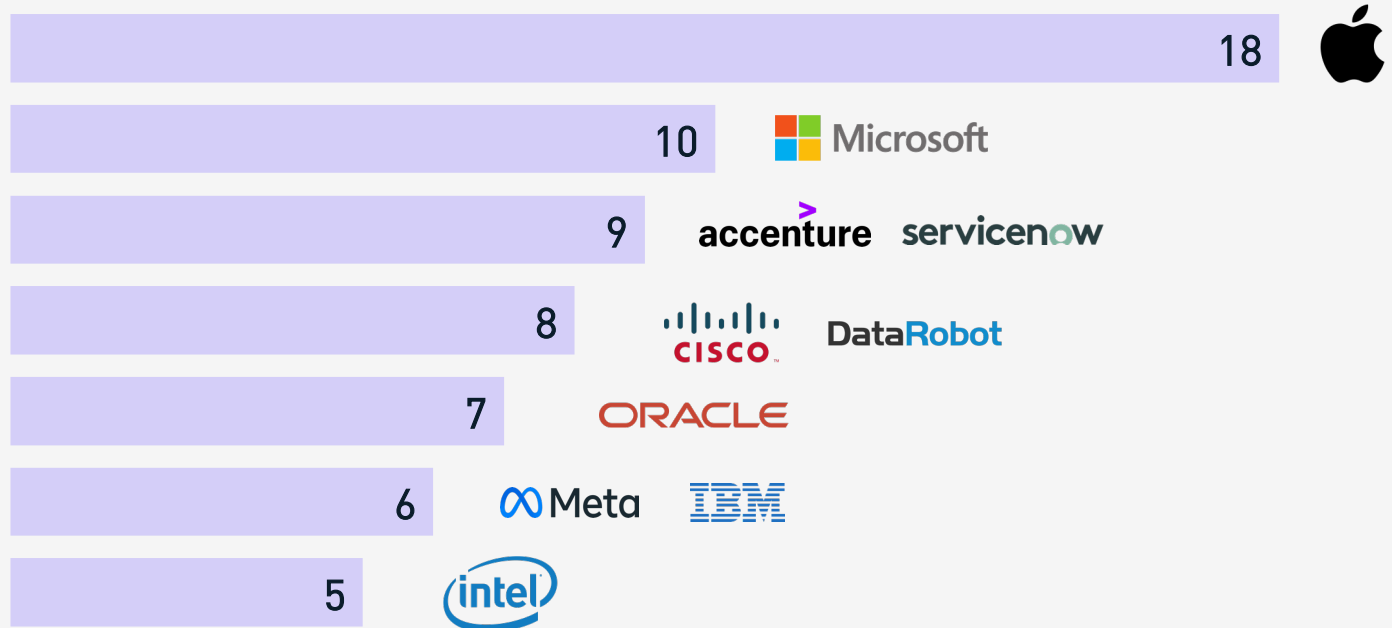 18
10 Microsoft
9 accenture servicenow
8 CISCO DataRobot
7 ORACLE
6 Meta IBM
5 intel